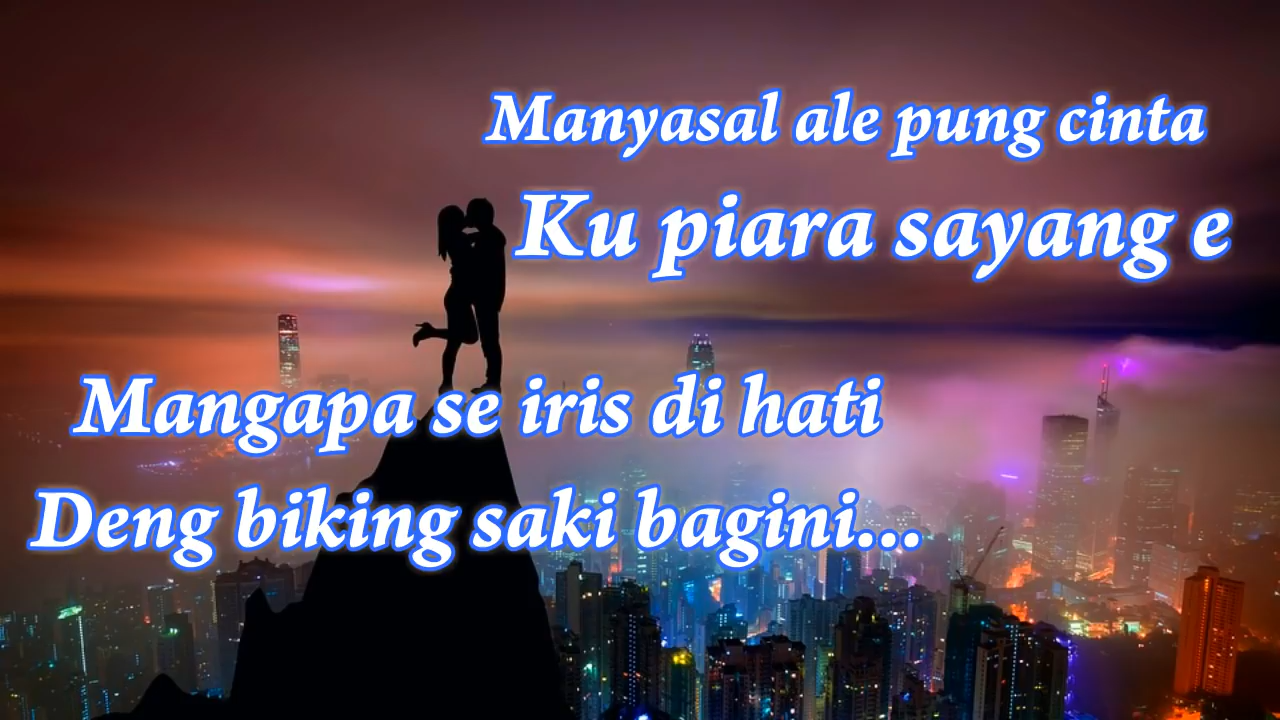 Manyasal ale pung cinta
Ku piara sayang e
Mangapa se iris di hati
Deng biking saki bagini...